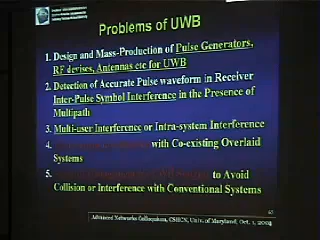 Problems of UWB
1. Design and Mass-Production of Pulse Generators,
RF devises, Antennas etc for UWB
2. Detection of Accurate Pulse waveform in Receiver
Inter-Pulse Symbol Interference in the Presence of
Multipath
3. Multi-user Interference or Intra-system Interference
4. with Co-existing Overlaid
Systems
5. to Avoid
Collision or Interference with Conventional Systems
Advanced Networks Colloquium, CSHCN, Univ. of Maryland, Oct. 1, 2004